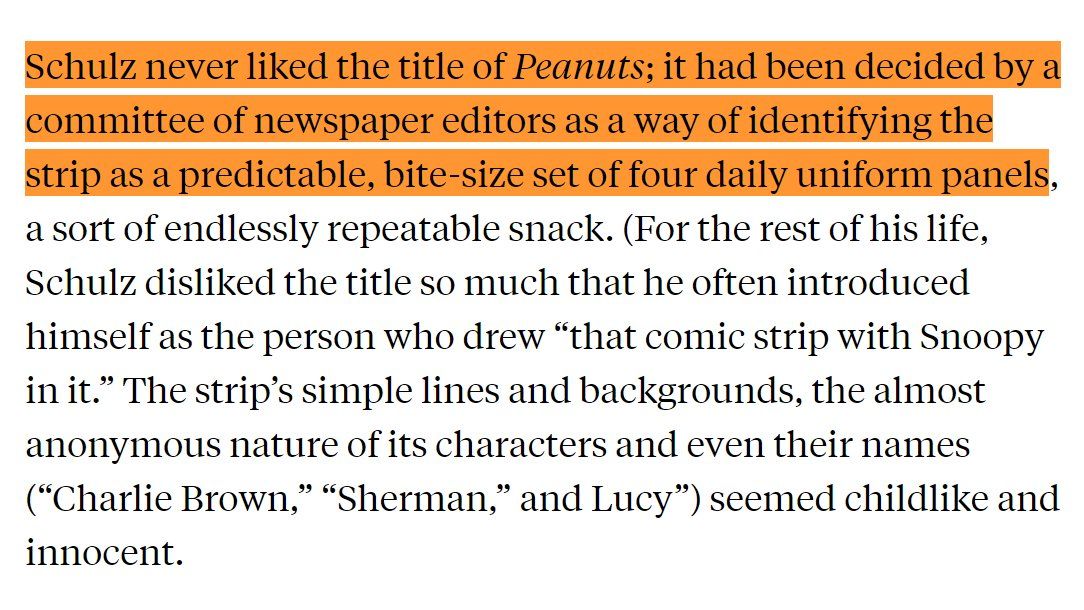 Schulz never liked the title of Peanuts; it had been decided by a
committee of newspaper editors as a way of identifying the
strip as a predictable, bite-size set of four daily uniform panels,
a sort of endlessly repeatable snack. (For the rest of his life,
Schulz disliked the title so much that he often introduced
himself as the person who drew “that comic strip with Snoopy
in it.” The strip’s simple lines and backgrounds, the almost
anonymous nature of its characters and even their names
(“Charlie Brown,” “Sherman,” and Lucy”) seemed childlike and
innocent.